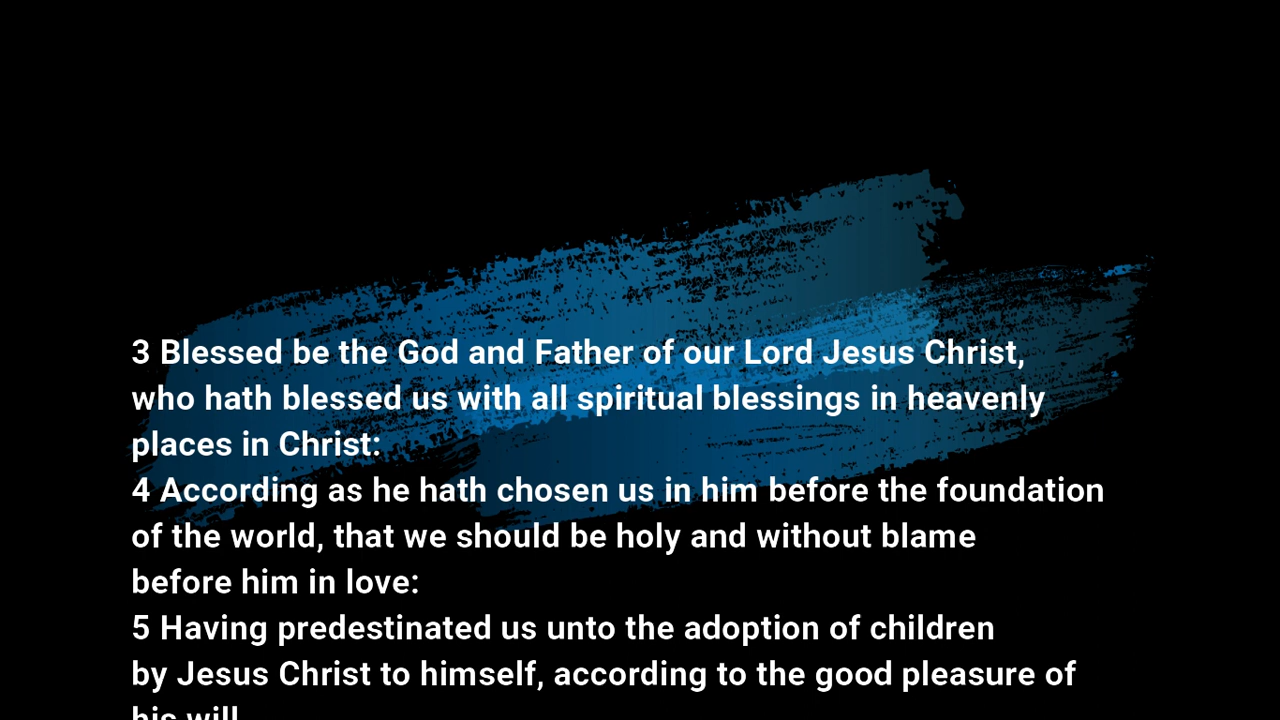 3 Blessed be the God and Father of our Lord Jesus Christ,
who hath blessed us with all spiritual blessings in heavenly
places in Christ:
4 According as he hath chosen us in him before the foundation
of the world, that we should be holy and without blame
before him in love:
5 Having predestinated us unto the adoption of children
by Jesus Christ to himself, according to the good pleasure of
his will